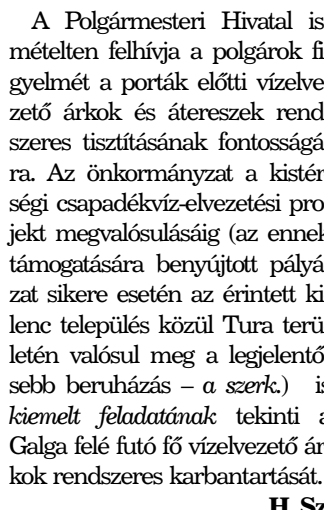 A Polgármesteri Hivatal is
mételten felhívja a polgárok fi
gyelmét a porták előtti vízelve
zető árkok és átereszek rend
szeres tisztításának fontosságá
ra. Az önkormányzat a kistér
ségi csapadékvíz-elvezetési pro
jekt megvalósulásáig (az ennek
támogatására benyújtott pályá
zat sikere esetén az érintett ki
lenc település közül Tura terü
letén valósul meg a legjelentő
sebb beruházás – a szerk.) is
kiemelt feladatának tekinti a
Galga felé futó fő vízelvezető ár
kok rendszeres karbantartását.
H. Sz